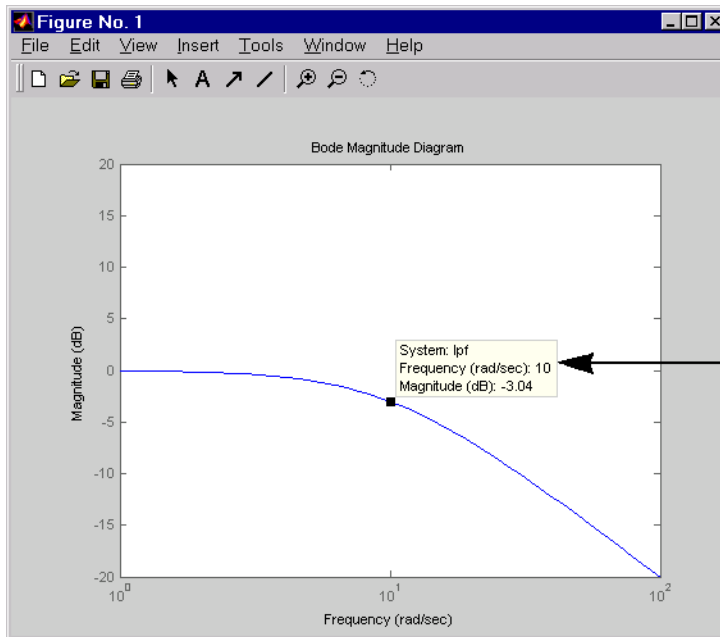 Figure No. 1
File Edit View Insert Tools Window Help
A
Bode Magnitude Diagram
20
15
10
5
0
-5
-10
-15
-20
Magnitude (dB)
System: lpf
Frequency (rad/sec): 10
Magnitude (dB): -3.04
10^0 10^1 10^2
Frequency (rad/sec)